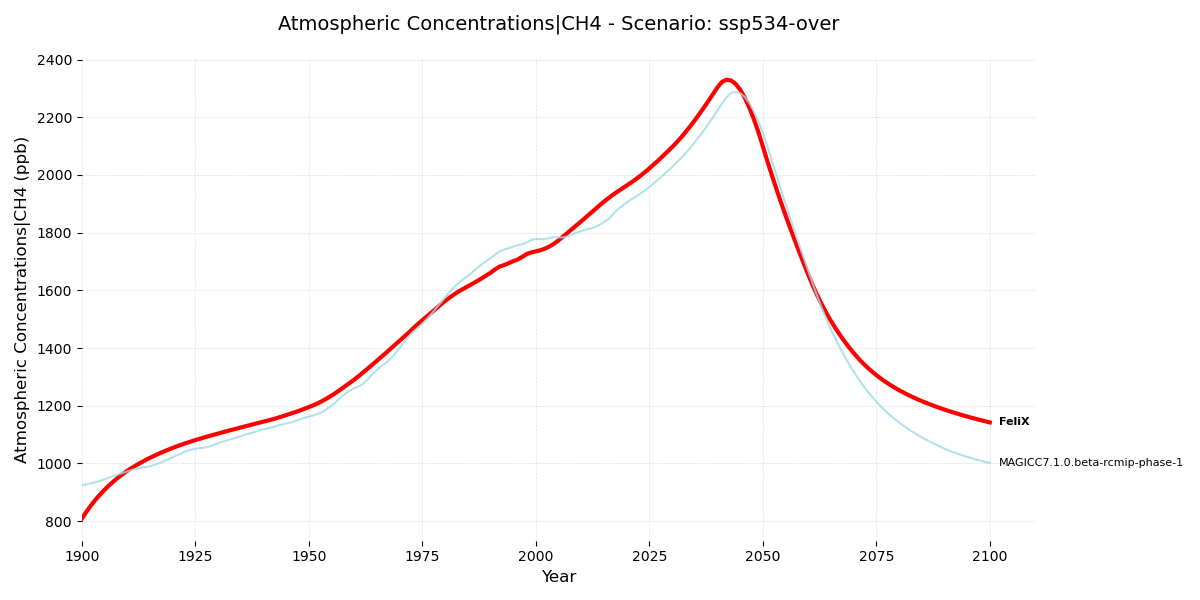 Atmospheric Concentrations|CH4 - Scenario: ssp534-over
Atmospheric Concentrations|CH4 (ppb)
2400
2200
2000
1800
1600
1400
1200
1000
800
FeliX
MAGICC7.1.0.beta-rcmip-phase-1
1900 1925 1950 1975 2000 2025 2050 2075 2100
Year